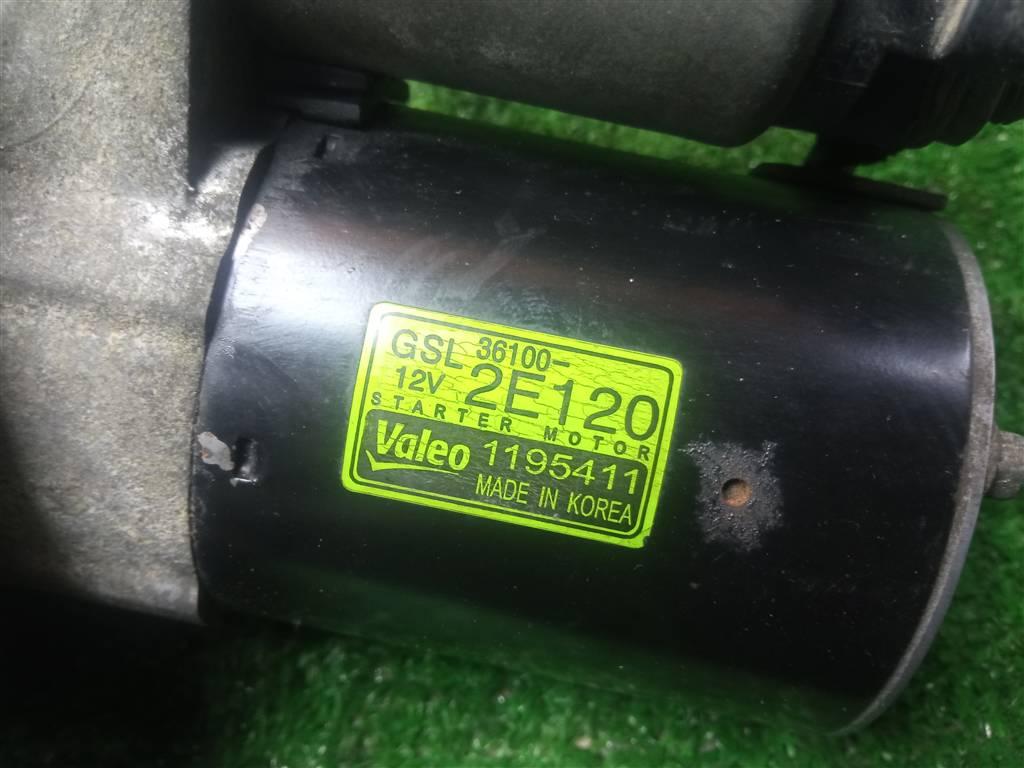 GSL 36100-
12V 2E120
STARTER MOTOR
Valeo 1195411
MADE IN KOREA